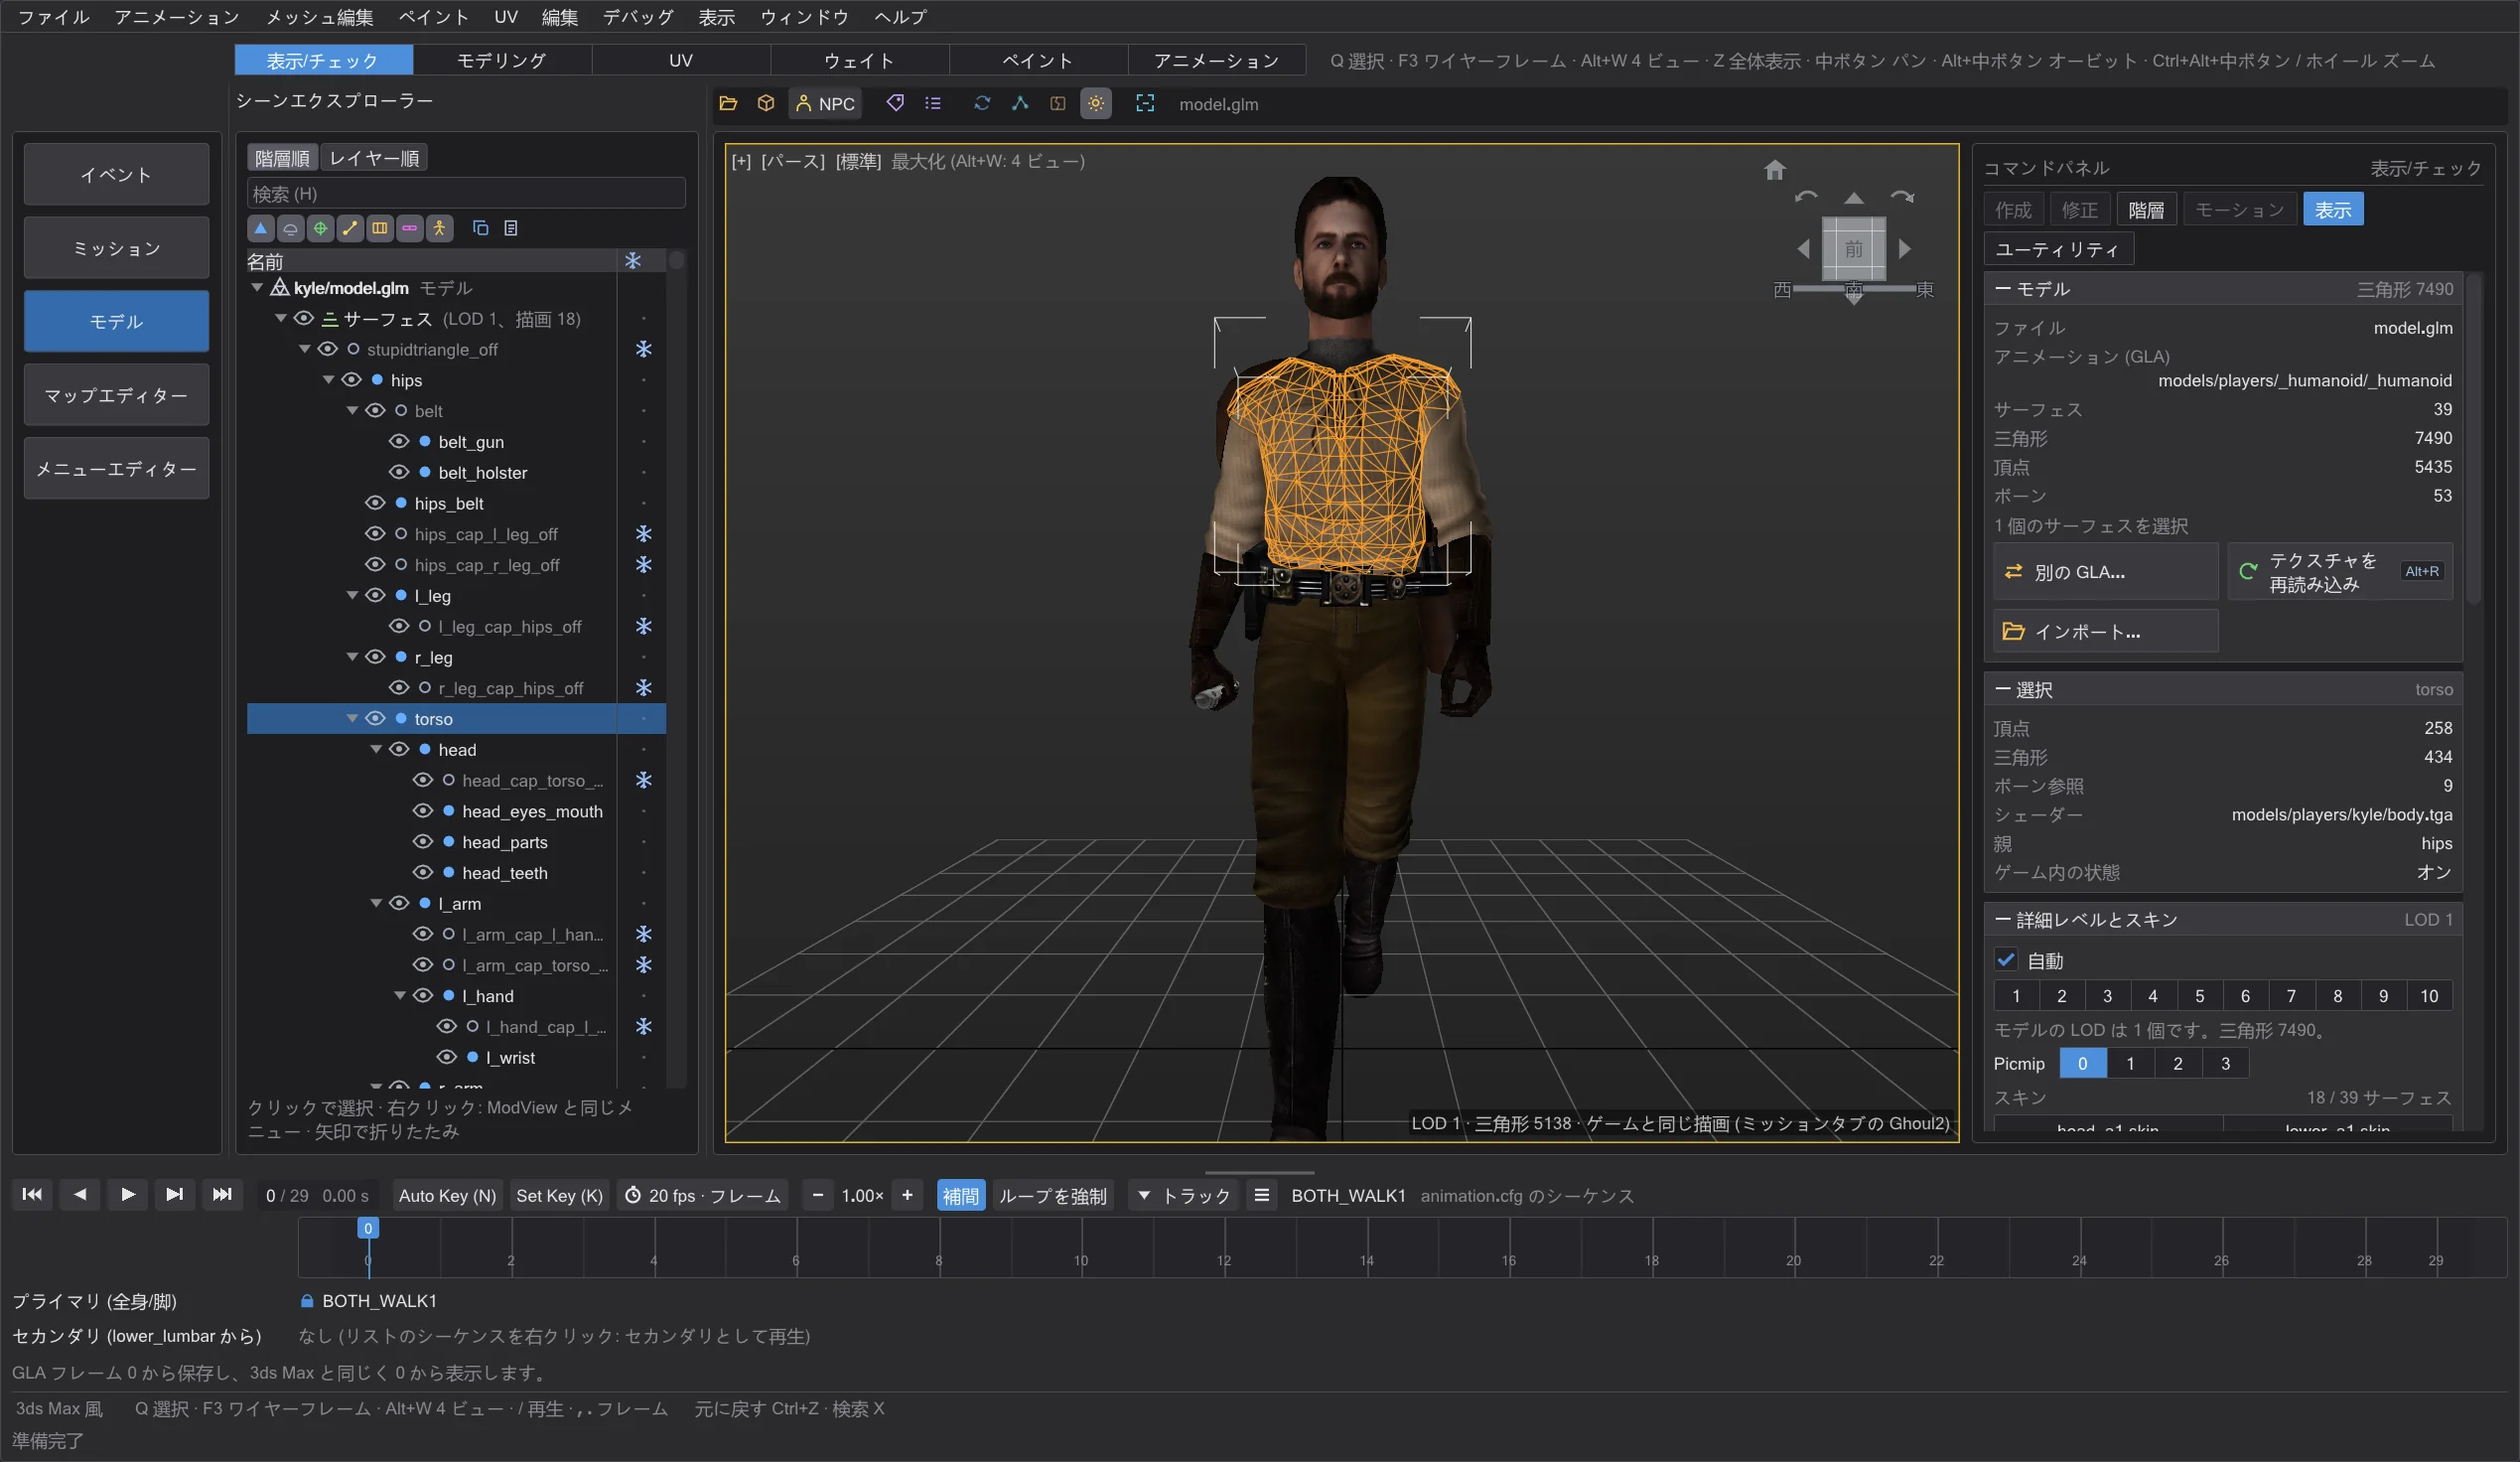 ファイル アニメーション メッシュ編集 ペイント UV 編集 デバッグ 表示 ウィンドウ ヘルプ
表示/チェック モデリング UV ウェイト ペイント アニメーション Q 選択 · F3 ワイヤーフレーム · Alt+W 4 ビュー · Z 全体表示 · 中ボタン パン · Alt+中ボタン オービット · Ctrl+Alt+中ボタン / ホイール ズーム
シーンエクスプローラー
NPC model.glm
イベント
ミッション
モデル
マップエディター
メニューエディター
階層順 レイヤー順
検索 (H)
名前
kyle/model.glm モデル
サーフェス (LOD 1、描画 18)
stupidtriangle_off
hips
belt
belt_gun
belt_holster
hips_belt
hips_cap_l_leg_off
hips_cap_r_leg_off
l_leg
l_leg_cap_hips_off
r_leg
r_leg_cap_hips_off
torso
head
head_cap_torso_...
head_eyes_mouth
head_parts
head_teeth
l_arm
l_arm_cap_l_han...
l_arm_cap_torso_...
l_hand
l_hand_cap_l_...
l_wrist
r_arm
クリックで選択 · 右クリック: ModView と同じメ
ニュー · 矢印で折りたたみ
[+] [パース] [標準] 最大化 (Alt+W: 4 ビュー)
前
西 南 東
LOD 1 · 三角形 5138 · ゲームと同じ描画 (ミッションタブの Ghoul2)
コマンドパネル 表示/チェック
作成 修正 階層 モーション 表示
ユーティリティ
モデル 三角形 7490
ファイル model.glm
アニメーション (GLA)
models/players/_humanoid/_humanoid
サーフェス 39
三角形 7490
頂点 5435
ボーン 53
1 個のサーフェスを選択
別の GLA...
テクスチャを
再読み込み
Alt+R
インポート...
選択 torso
頂点 258
三角形 434
ボーン参照 9
シェーダー models/players/kyle/body.tga
親 hips
ゲーム内の状態 オン
詳細レベルとスキン LOD 1
自動
1 2 3 4 5 6 7 8 9 10
モデルの LOD は 1 個です。三角形 7490。
Picmip 0 1 2 3
スキン 18 / 39 サーフェス
head_a1.skin lower_a1.skin
0 / 29 0.00 s Auto Key (N) Set Key (K) 20 fps · フレーム − 1.00× + 補間 ループを強制 トラック BOTH_WALK1 animation.cfg のシーケンス
0
0 2 4 6 8 10 12 14 16 18 20 22 24 26 28 29
プライマリ (全身/脚) BOTH_WALK1
セカンダリ (lower_lumbar から) なし (リストのシーケンスを右クリック: セカンダリとして再生)
GLA フレーム 0 から保存し、3ds Max と同じく 0 から表示します。
3ds Max 風 Q 選択 · F3 ワイヤーフレーム · Alt+W 4 ビュー · / 再生 · , . フレーム 元に戻す Ctrl+Z · 検索 X
準備完了